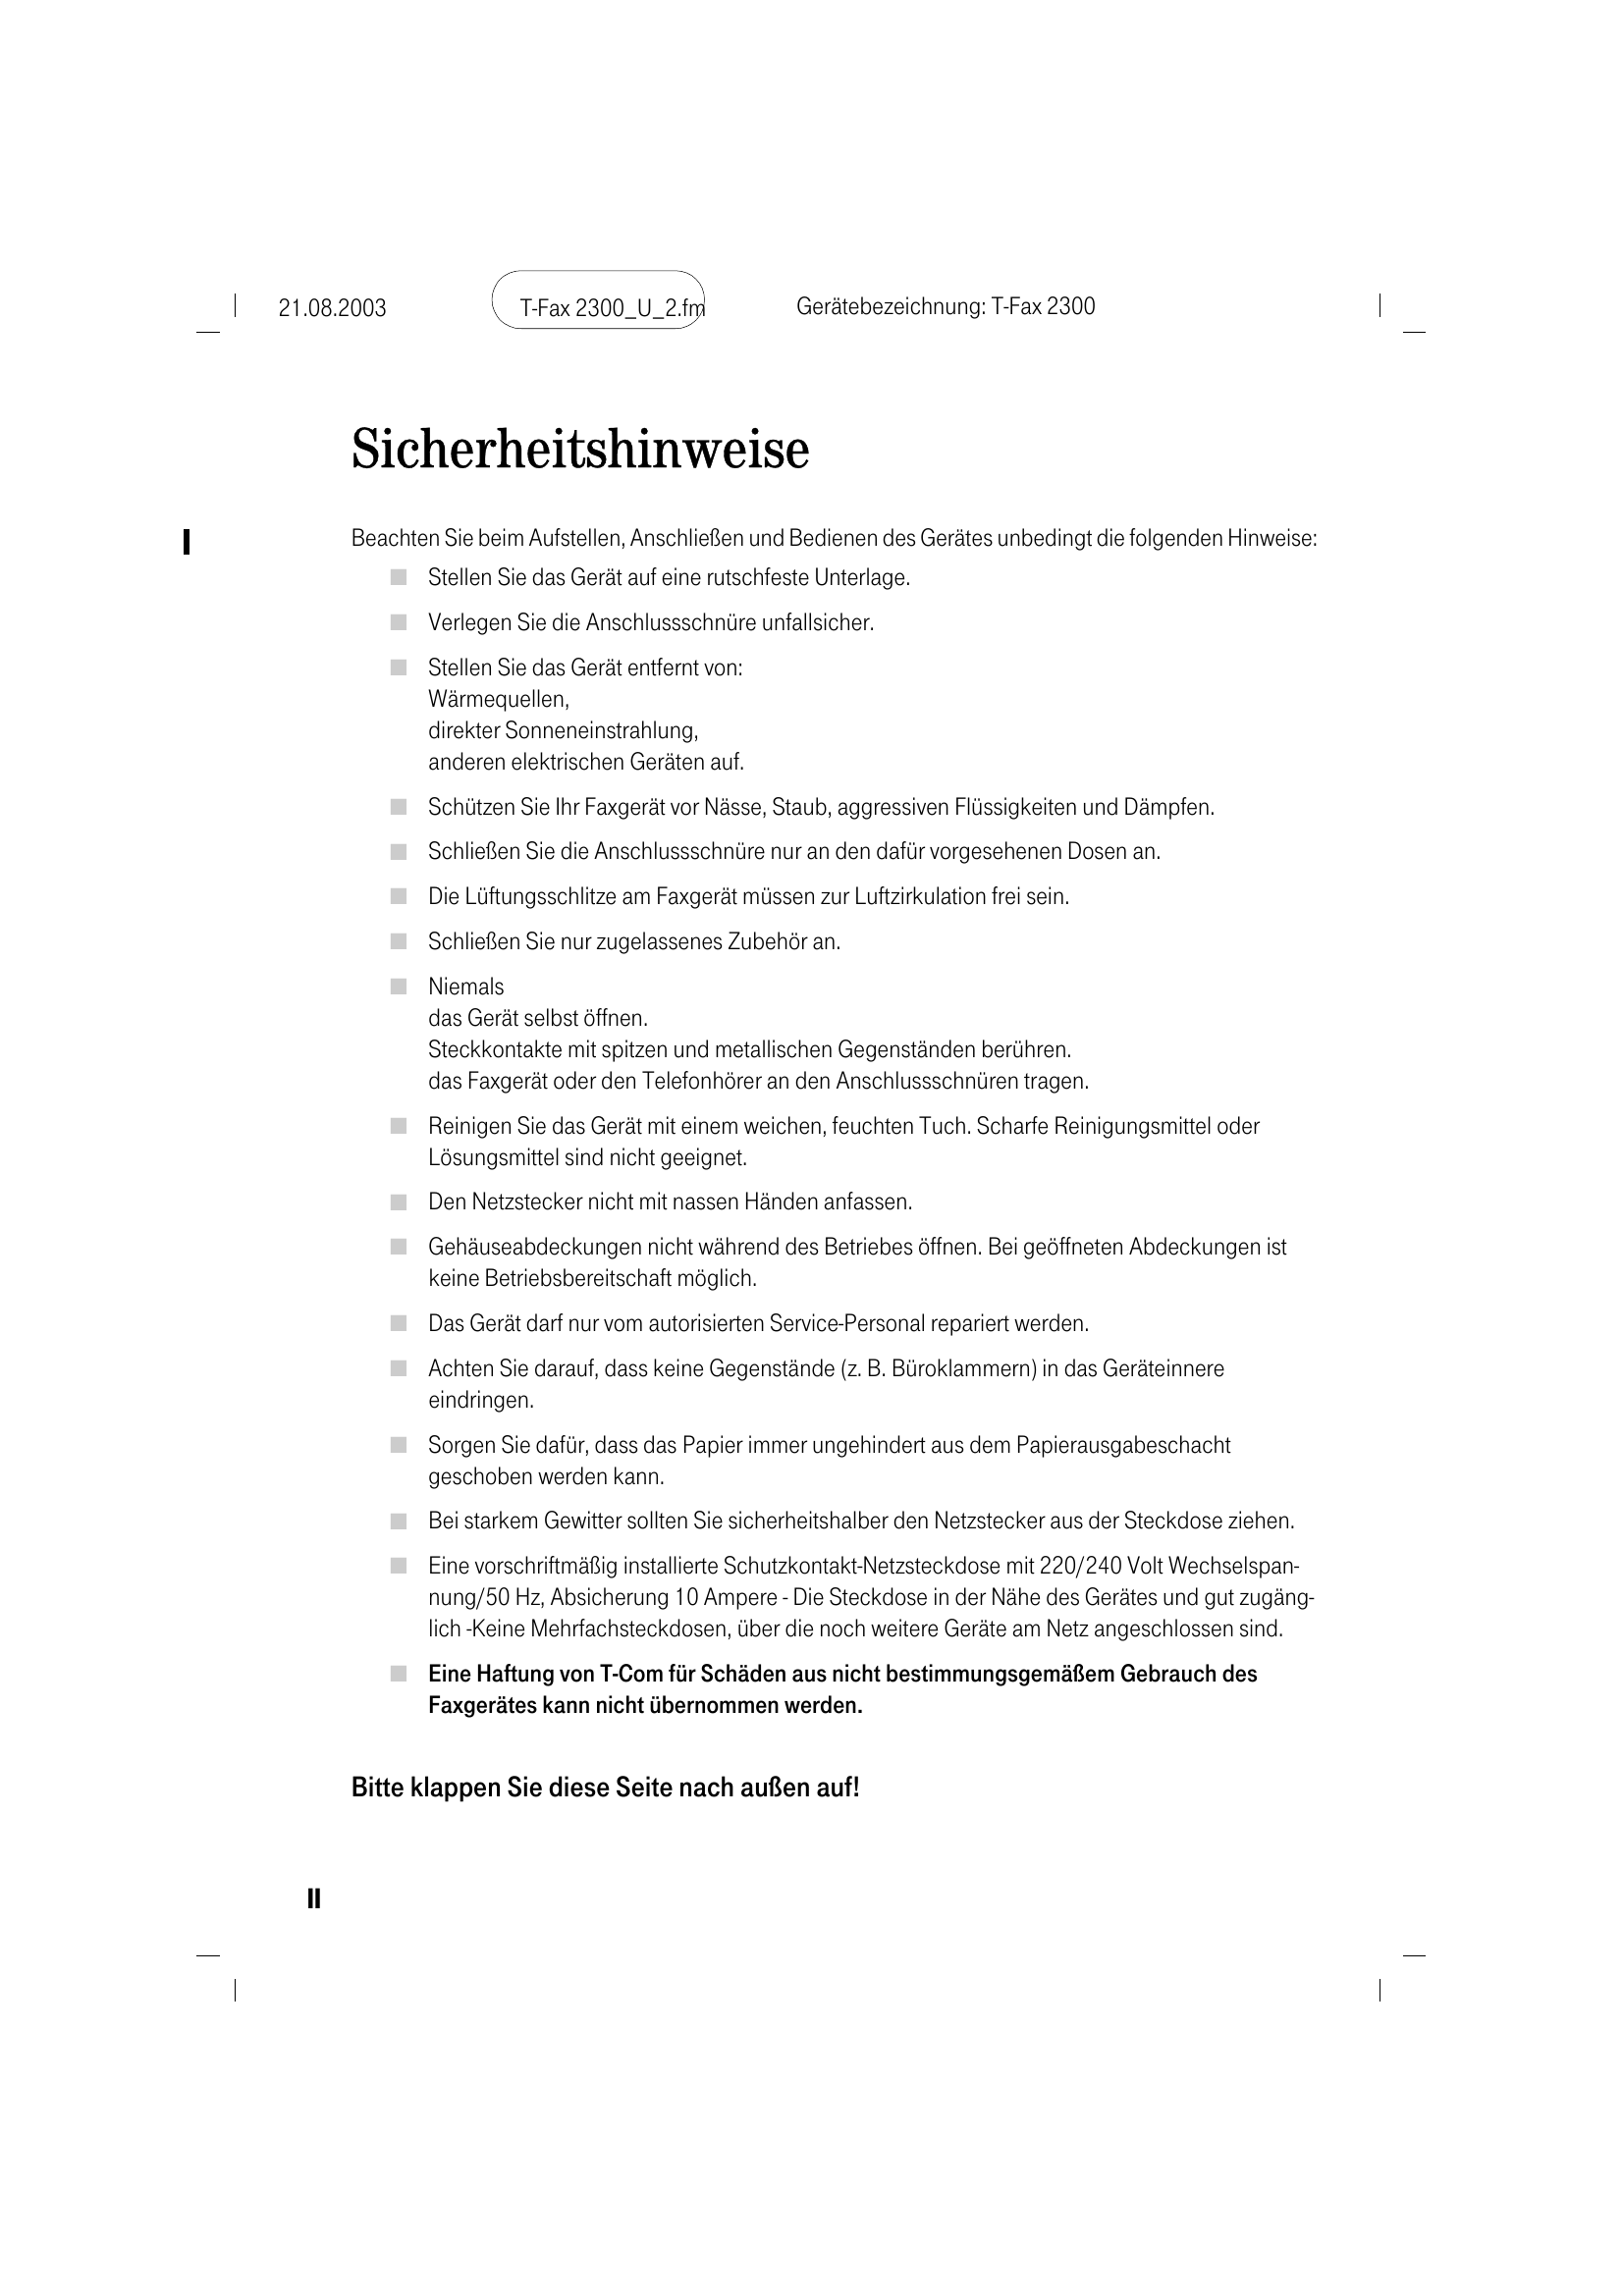 21.08.2003 T-Fax 2300_U_2.fm Gerätebezeichnung: T-Fax 2300
Sicherheitshinweise
Beachten Sie beim Aufstellen, Anschließen und Bedienen des Gerätes unbedingt die folgenden Hinweise:
Stellen Sie das Gerät auf eine rutschfeste Unterlage.
Verlegen Sie die Anschlussschnüre unfallsicher.
Stellen Sie das Gerät entfernt von:
Wärmequellen,
direkter Sonneneinstrahlung,
anderen elektrischen Geräten auf.
Schützen Sie Ihr Faxgerät vor Nässe, Staub, aggressiven Flüssigkeiten und Dämpfen.
Schließen Sie die Anschlussschnüre nur an den dafür vorgesehenen Dosen an.
Die Lüftungsschlitze am Faxgerät müssen zur Luftzirkulation frei sein.
Schließen Sie nur zugelassenes Zubehör an.
Niemals
das Gerät selbst öffnen.
Steckkontakte mit spitzen und metallischen Gegenständen berühren.
das Faxgerät oder den Telefonhörer an den Anschlussschnüren tragen.
Reinigen Sie das Gerät mit einem weichen, feuchten Tuch. Scharfe Reinigungsmittel oder
Lösungsmittel sind nicht geeignet.
Den Netzstecker nicht mit nassen Händen anfassen.
Gehäuseabdeckungen nicht während des Betriebes öffnen. Bei geöffneten Abdeckungen ist
keine Betriebsbereitschaft möglich.
Das Gerät darf nur vom autorisierten Service-Personal repariert werden.
Achten Sie darauf, dass keine Gegenstände (z. B. Büroklammern) in das Geräteinnere
eindringen.
Sorgen Sie dafür, dass das Papier immer ungehindert aus dem Papierausgabeschacht
geschoben werden kann.
Bei starkem Gewitter sollten Sie sicherheitshalber den Netzstecker aus der Steckdose ziehen.
Eine vorschriftmäßig installierte Schutzkontakt-Netzsteckdose mit 220/240 Volt Wechselspan-
nung/50 Hz, Absicherung 10 Ampere - Die Steckdose in der Nähe des Gerätes und gut zugäng-
lich -Keine Mehrfachsteckdosen, über die noch weitere Geräte am Netz angeschlossen sind.
Eine Haftung von T-Com für Schäden aus nicht bestimmungsgemäßem Gebrauch des
Faxgerätes kann nicht übernommen werden.
Bitte klappen Sie diese Seite nach außen auf!
II